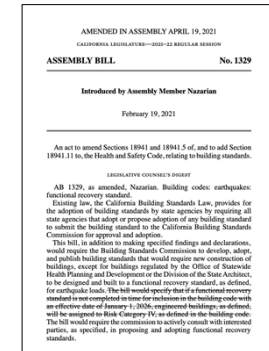 AMENDED IN ASSEMBLY APRIL 19, 2021
CALIFORNIA LEGISLATURE—2021–22 REGULAR SESSION
ASSEMBLY BILL No. 1329
Introduced by Assembly Member Nazarian
February 19, 2021
An act to amend Sections 18941 and 18941.5 of, and to add Section
18941.11 to, the Health and Safety Code, relating to building standards.
LEGISLATIVE COUNSEL'S DIGEST
AB 1329, as amended, Nazarian. Building codes: earthquakes:
functional recovery standard.
Existing law, the California Building Standards Law, provides for
the adoption of building standards by state agencies by requiring all
state agencies that adopt or propose adoption of any building standard
to submit the building standard to the California Building Standards
Commission for approval and adoption.
This bill, in addition to making specified findings and declarations,
would require the Building Standards Commission to develop, adopt,
and publish building standards that would require new construction of
buildings, except for buildings regulated by the Office of Statewide
Health Planning and Development or the Division of the State Architect,
to be designed and built to a functional recovery standard, as defined,
for earthquake loads. The bill would specify that if a functional recovery
standard is not completed in time for inclusion in the building code with
an effective date of January 1, 2026, engineered buildings, as defined,
will be assigned to Risk Category IV, as defined in the building code.
The bill would require the commission to actively consult with interested
parties, as specified, in proposing and adopting functional recovery
standards.